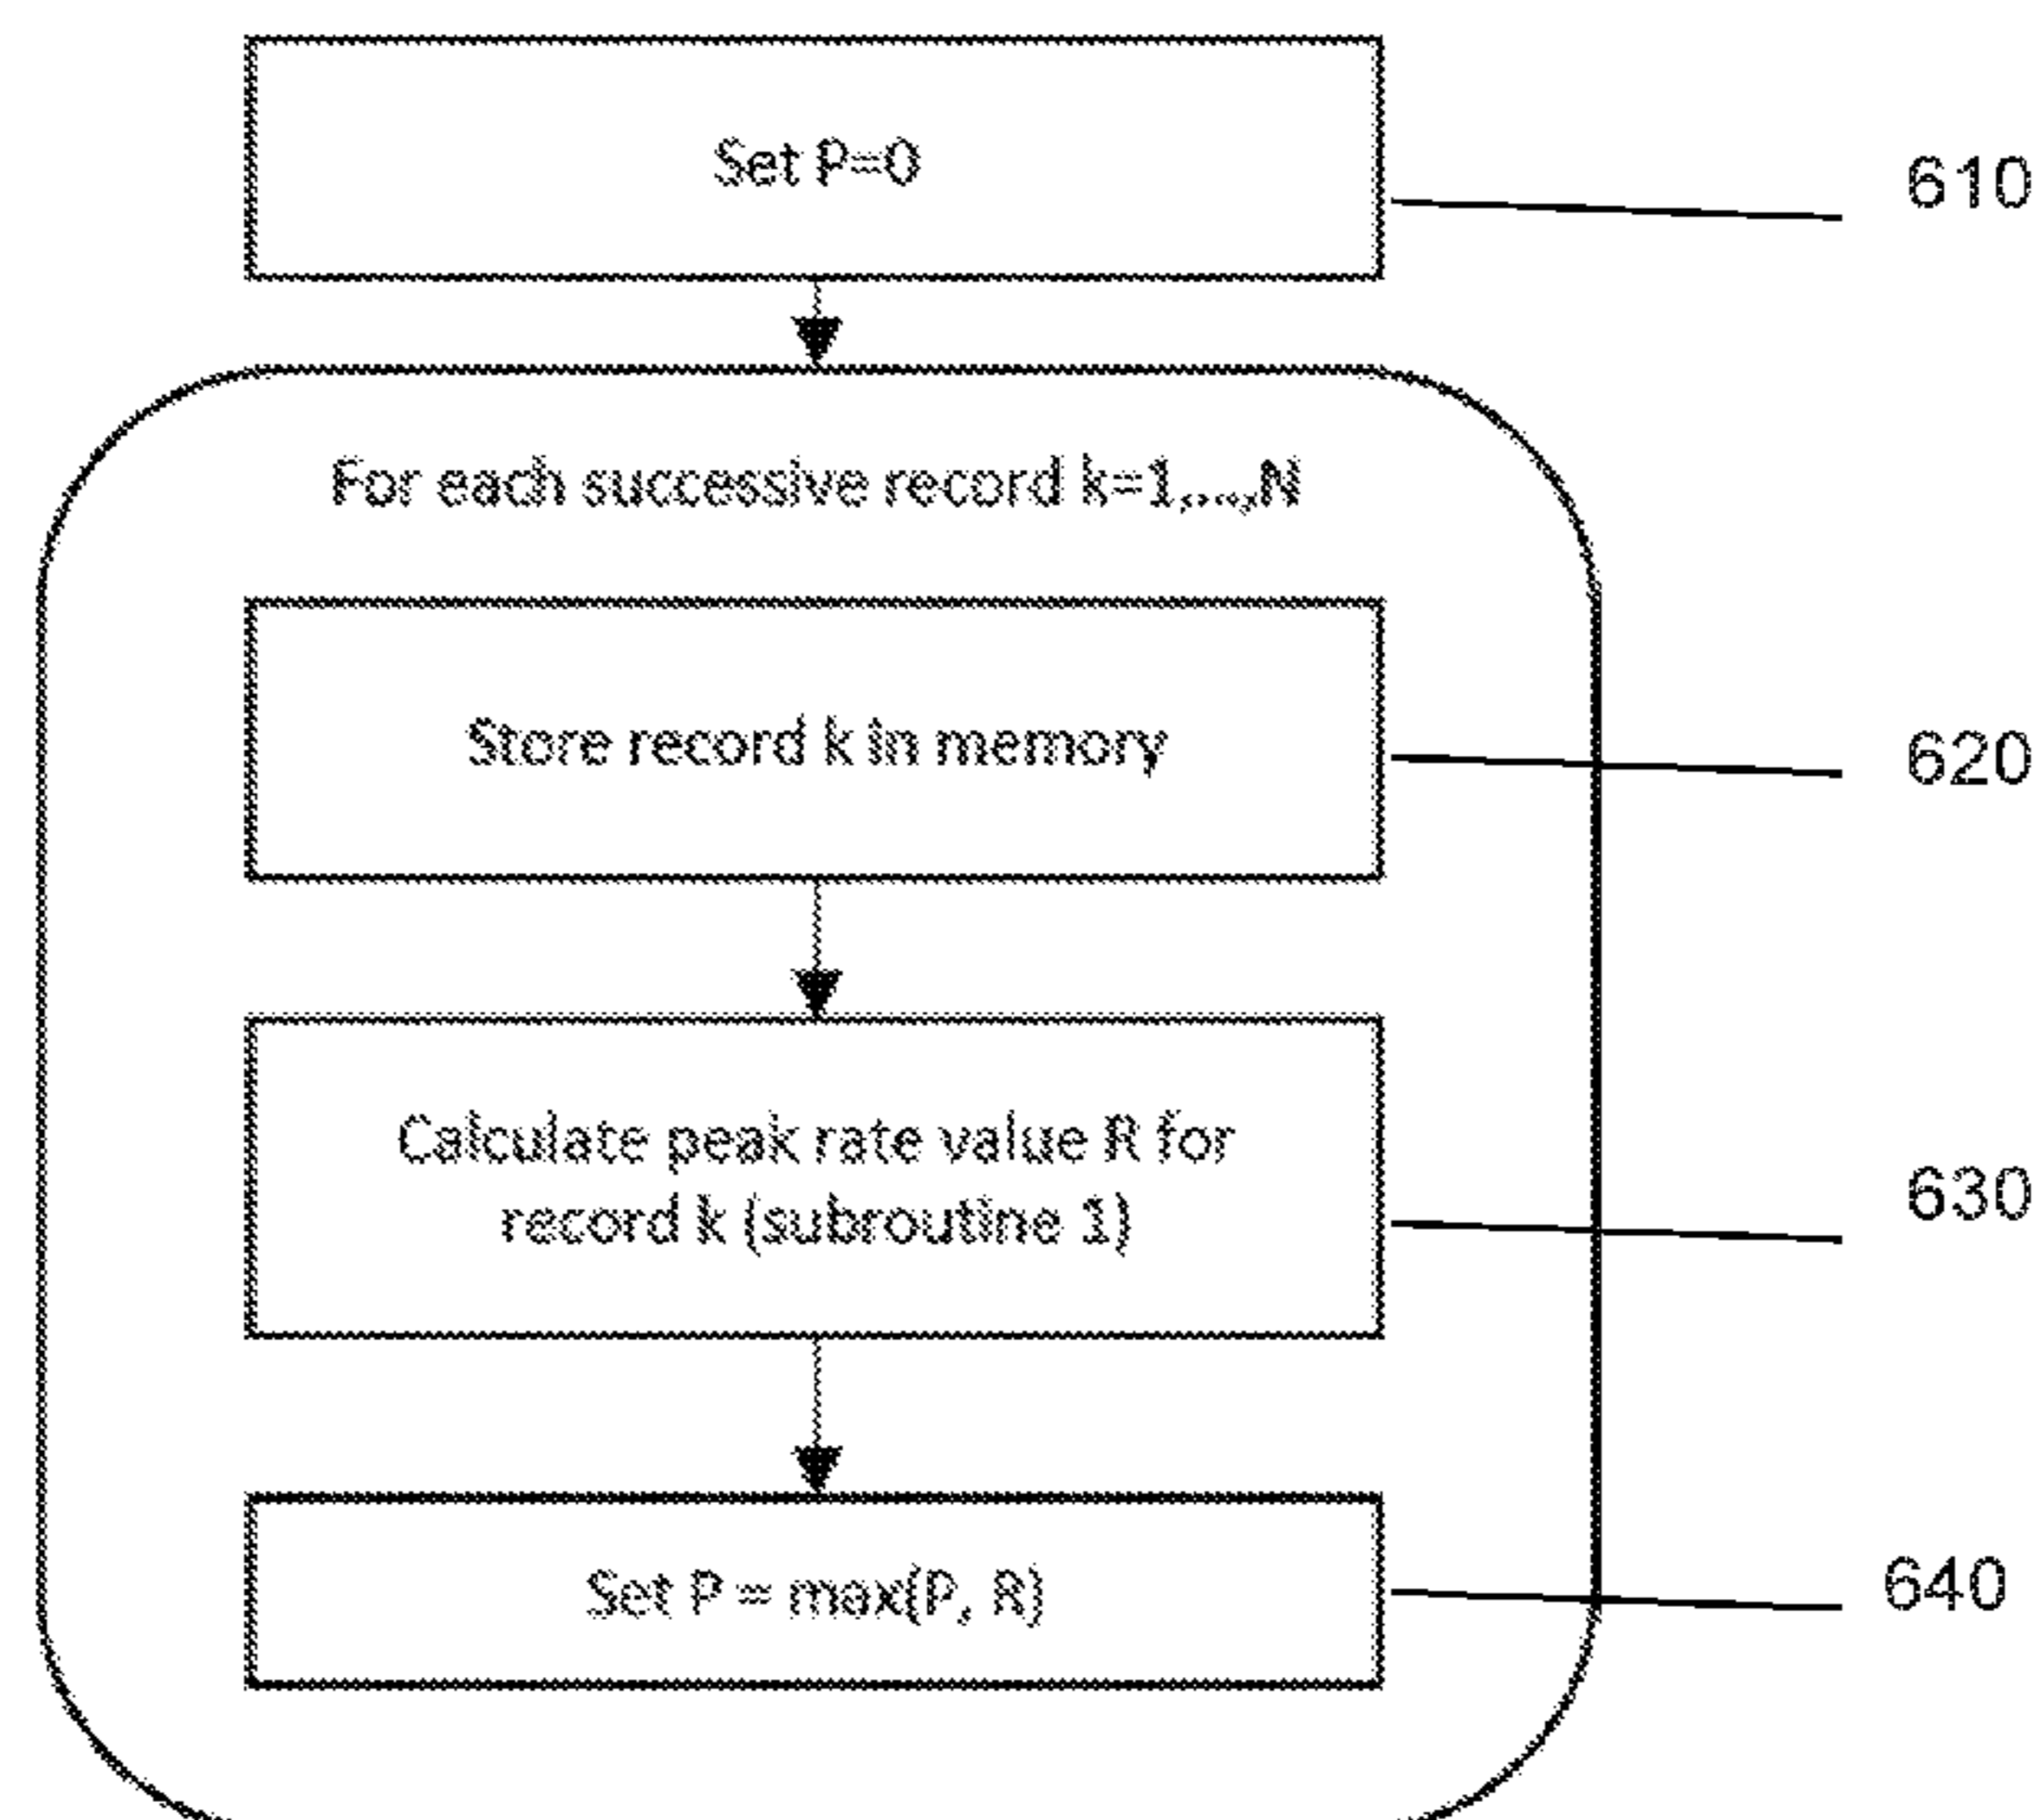 Set P=0
610
For each successive record k=1,...,N
Store record k in memory
620
Calculate peak rate value R for
record k (subroutine 1)
630
Set P = max(P, R)
640